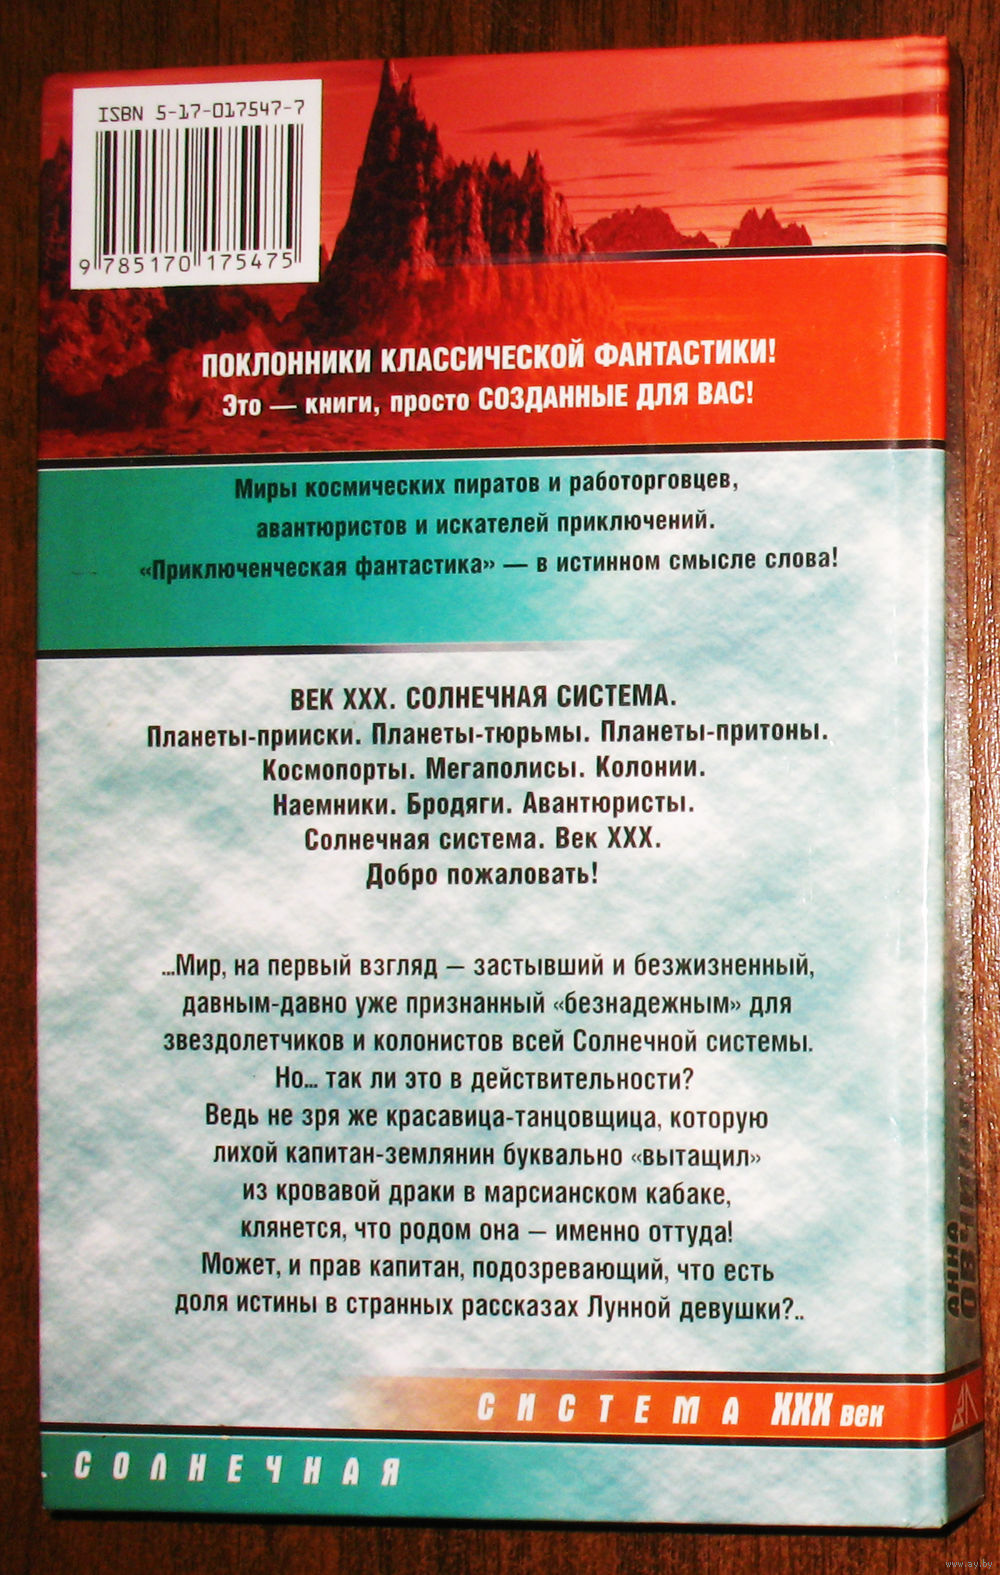 ISBN 5-17-017547-7
9 785170 175475
ПОКЛОННИКИ КЛАССИЧЕСКОЙ ФАНТАСТИКИ!
Это — книги, просто СОЗДАННЫЕ ДЛЯ ВАС!
Миры космических пиратов и работорговцев,
авантюристов и искателей приключений.
«Приключенческая фантастика» — в истинном смысле слова!
ВЕК XXX. СОЛНЕЧНАЯ СИСТЕМА.
Планеты-прииски. Планеты-тюрьмы. Планеты-притоны.
Космопорты. Мегаполисы. Колонии.
Наемники. Бродяги. Авантюристы.
Солнечная система. Век XXX.
Добро пожаловать!
...Мир, на первый взгляд — застывший и безжизненный,
давным-давно уже признанный «безнадежным» для
звездолетчиков и колонистов всей Солнечной системы.
Но... так ли это в действительности?
Ведь не зря же красавица-танцовщица, которую
лихой капитан-землянин буквально «вытащил»
из кровавой драки в марсианском кабаке,
клянется, что родом она — именно оттуда!
Может, и прав капитан, подозревающий, что есть
доля истины в странных рассказах Лунной девушки?..
СИСТЕМА XXX век
СОЛНЕЧНАЯ
АННА
www.ay.by